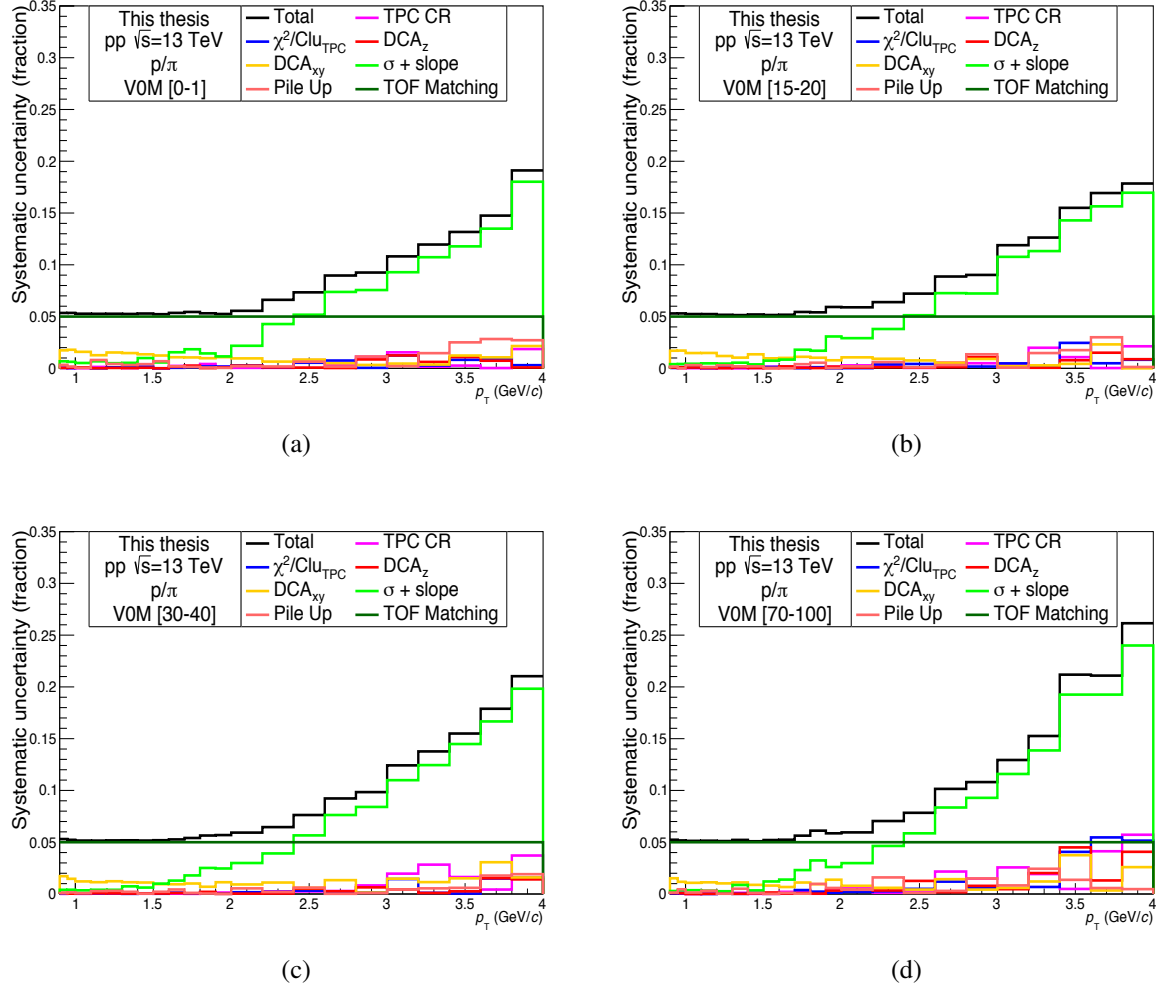 Systematic uncertainty (fraction)
0.35
0.3
0.25
0.2
0.15
0.1
0.05
0
This thesis
pp √s=13 TeV
p/π
V0M [0-1]
Total
χ²/Clu_TPC
DCA_xy
Pile Up
TPC CR
DCA_z
σ + slope
TOF Matching
1 1.5 2 2.5 3 3.5 4
p_T (GeV/c)
(a)
Systematic uncertainty (fraction)
0.35
0.3
0.25
0.2
0.15
0.1
0.05
0
This thesis
pp √s=13 TeV
p/π
V0M [15-20]
Total
χ²/Clu_TPC
DCA_xy
Pile Up
TPC CR
DCA_z
σ + slope
TOF Matching
1 1.5 2 2.5 3 3.5 4
p_T (GeV/c)
(b)
Systematic uncertainty (fraction)
0.35
0.3
0.25
0.2
0.15
0.1
0.05
0
This thesis
pp √s=13 TeV
p/π
V0M [30-40]
Total
χ²/Clu_TPC
DCA_xy
Pile Up
TPC CR
DCA_z
σ + slope
TOF Matching
1 1.5 2 2.5 3 3.5 4
p_T (GeV/c)
(c)
Systematic uncertainty (fraction)
0.35
0.3
0.25
0.2
0.15
0.1
0.05
0
This thesis
pp √s=13 TeV
p/π
V0M [70-100]
Total
χ²/Clu_TPC
DCA_xy
Pile Up
TPC CR
DCA_z
σ + slope
TOF Matching
1 1.5 2 2.5 3 3.5 4
p_T (GeV/c)
(d)